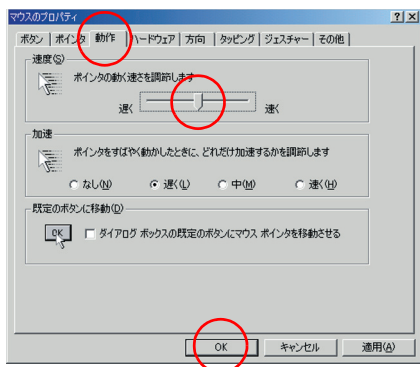 マウスのプロパティ
ボタン ポインタ 動作 ハードウェア 方向 タッピング ジェスチャー その他
速度(S)
ポインタの動く速さを調節します
遅く 速く
加速
ポインタをすばやく動かしたときに、どれだけ加速するかを調節します
なし(N) 遅く(L) 中(M) 速く(H)
既定のボタンに移動(D)
OK ダイアログ ボックスの既定のボタンにマウス ポインタを移動させる
OK キャンセル 適用(A)